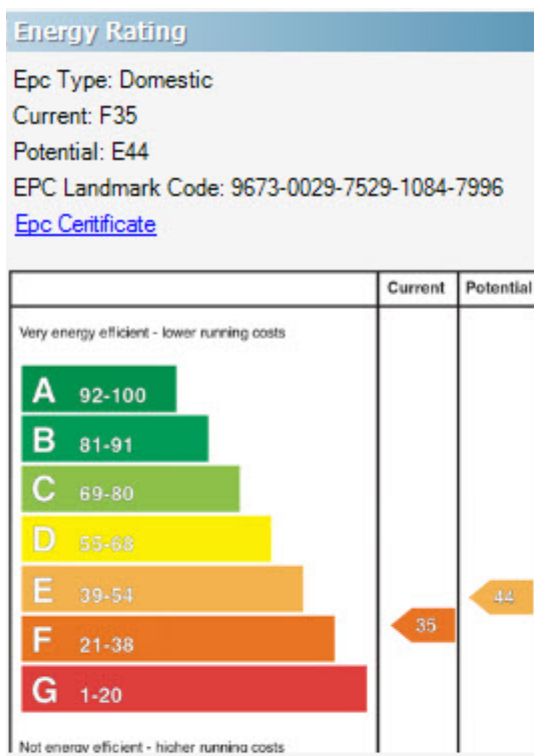 Energy Rating
Epc Type: Domestic
Current: F35
Potential: E44
EPC Landmark Code: 9673-0029-7529-1084-7996
Epc Ceritificate
Current Potential
Very energy efficient - lower running costs
A 92-100
B 81-91
C 69-80
D 55-68
E 39-54
44
F 21-38
35
G 1-20
Not energy efficient - higher running costs